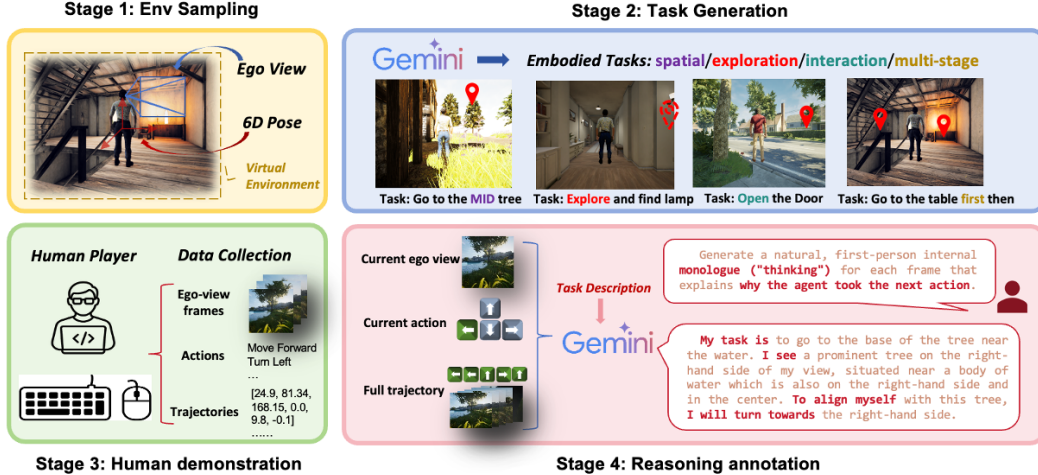 Stage 1: Env Sampling
Ego View
6D Pose
Virtual
Environment
Stage 2: Task Generation
Gemini
Embodied Tasks: spatial/exploration/interaction/multi-stage
Task: Go to the MID tree
Task: Explore and find lamp
Task: Open the Door
Task: Go to the table first then
Human Player
Data Collection
Ego-view
frames
Actions
Move Forward
Turn Left
...
Trajectories
[24.9, 81.34,
168.15, 0.0,
9.8, -0.1]
......
Stage 3: Human demonstration
Current ego view
Current action
Full trajectory
Task Description
Gemini
Generate a natural, first-person internal
monologue ("thinking") for each frame that
explains why the agent took the next action.
My task is to go to the base of the tree near
the water. I see a prominent tree on the right-
hand side of my view, situated near a body of
water which is also on the right-hand side and
in the center. To align myself with this tree,
I will turn towards the right-hand side.
Stage 4: Reasoning annotation